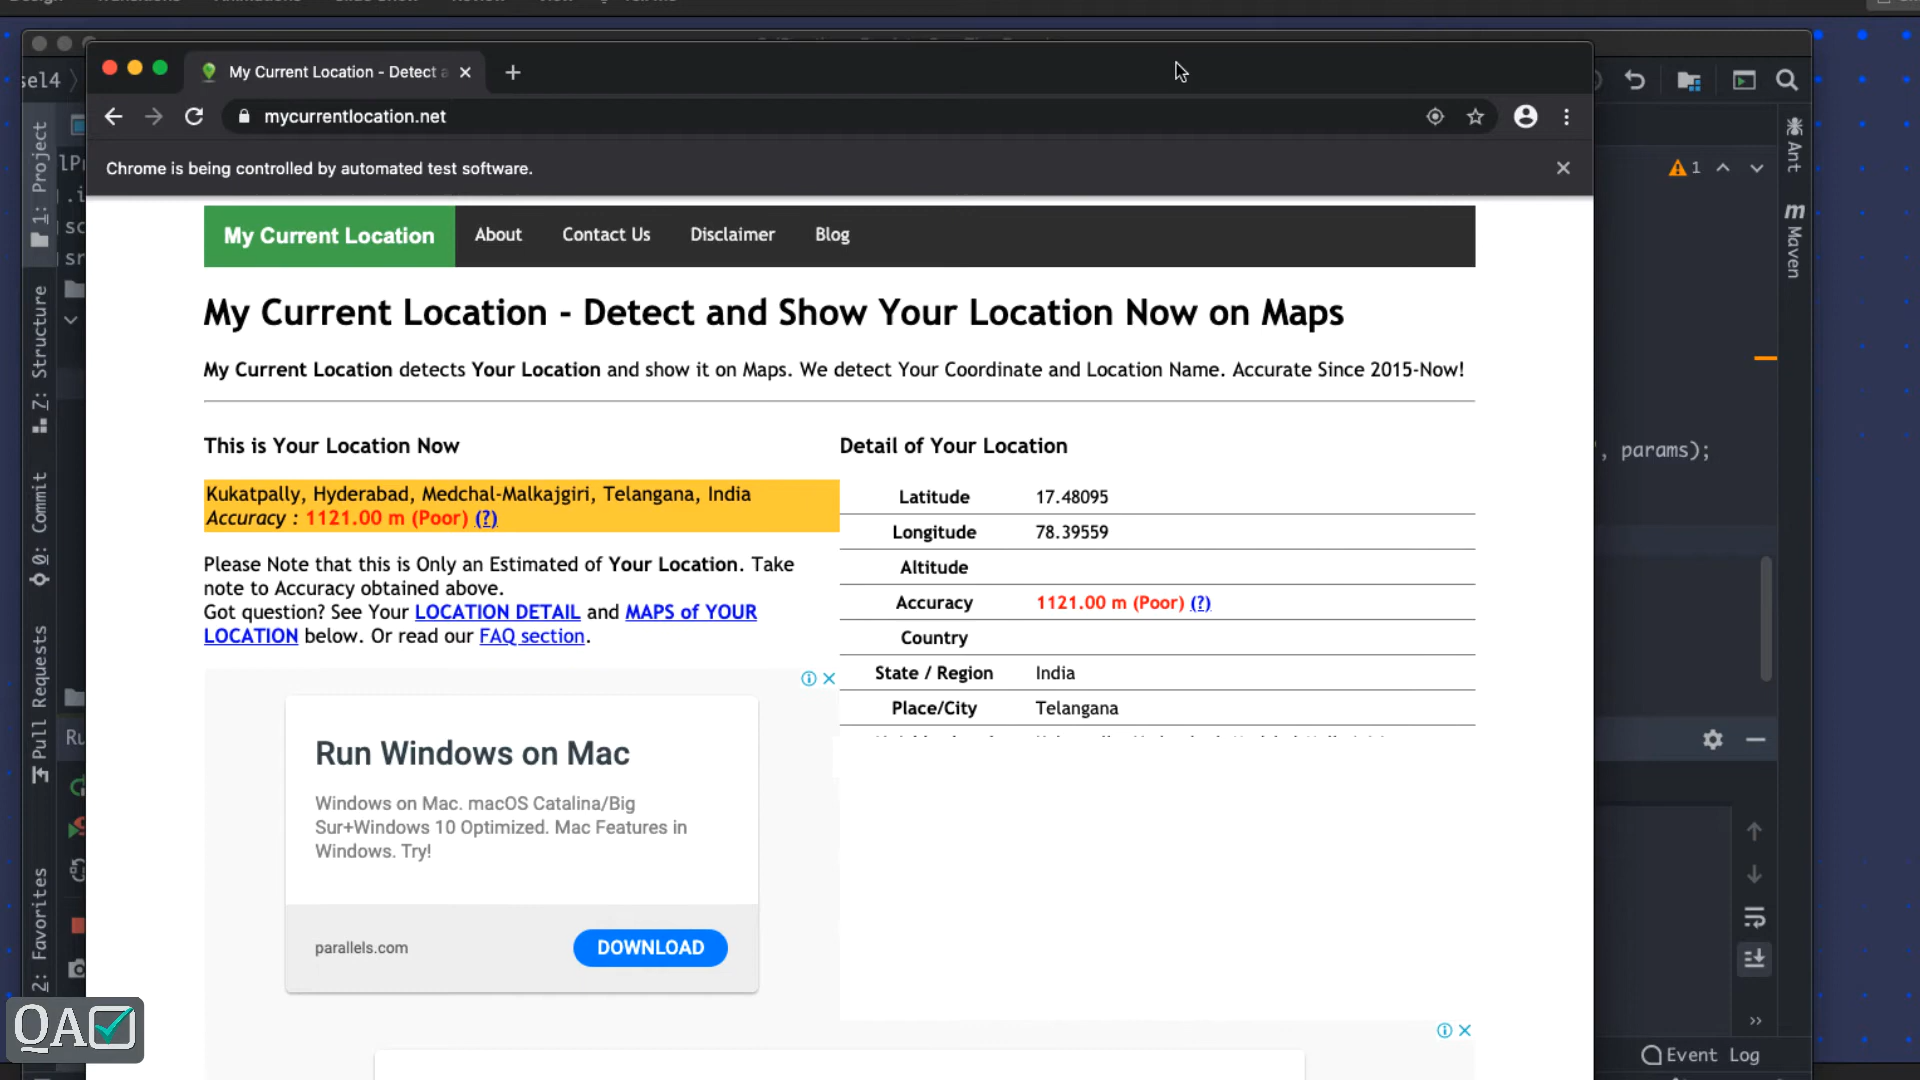 sel4
My Current Location - Detect a
mycurrentlocation.net
Chrome is being controlled by automated test software.
1
My Current Location
About
Contact Us
Disclaimer
Blog
My Current Location - Detect and Show Your Location Now on Maps
My Current Location detects Your Location and show it on Maps. We detect Your Coordinate and Location Name. Accurate Since 2015-Now!
This is Your Location Now
Kukatpally, Hyderabad, Medchal-Malkajgiri, Telangana, India
Accuracy : 1121.00 m (Poor) (?)
Please Note that this is Only an Estimated of Your Location. Take
note to Accuracy obtained above.
Got question? See Your LOCATION DETAIL and MAPS of YOUR
LOCATION below. Or read our FAQ section.
Detail of Your Location
Latitude 17.48095
Longitude 78.39559
Altitude
Accuracy 1121.00 m (Poor) (?)
Country
State / Region India
Place/City Telangana
Run Windows on Mac
Windows on Mac. macOS Catalina/Big
Sur+Windows 10 Optimized. Mac Features in
Windows. Try!
parallels.com
DOWNLOAD
1: Project
Z: Structure
0: Commit
Pull Requests
2: Favorites
Ant
m Maven
, params);
Event Log
QA